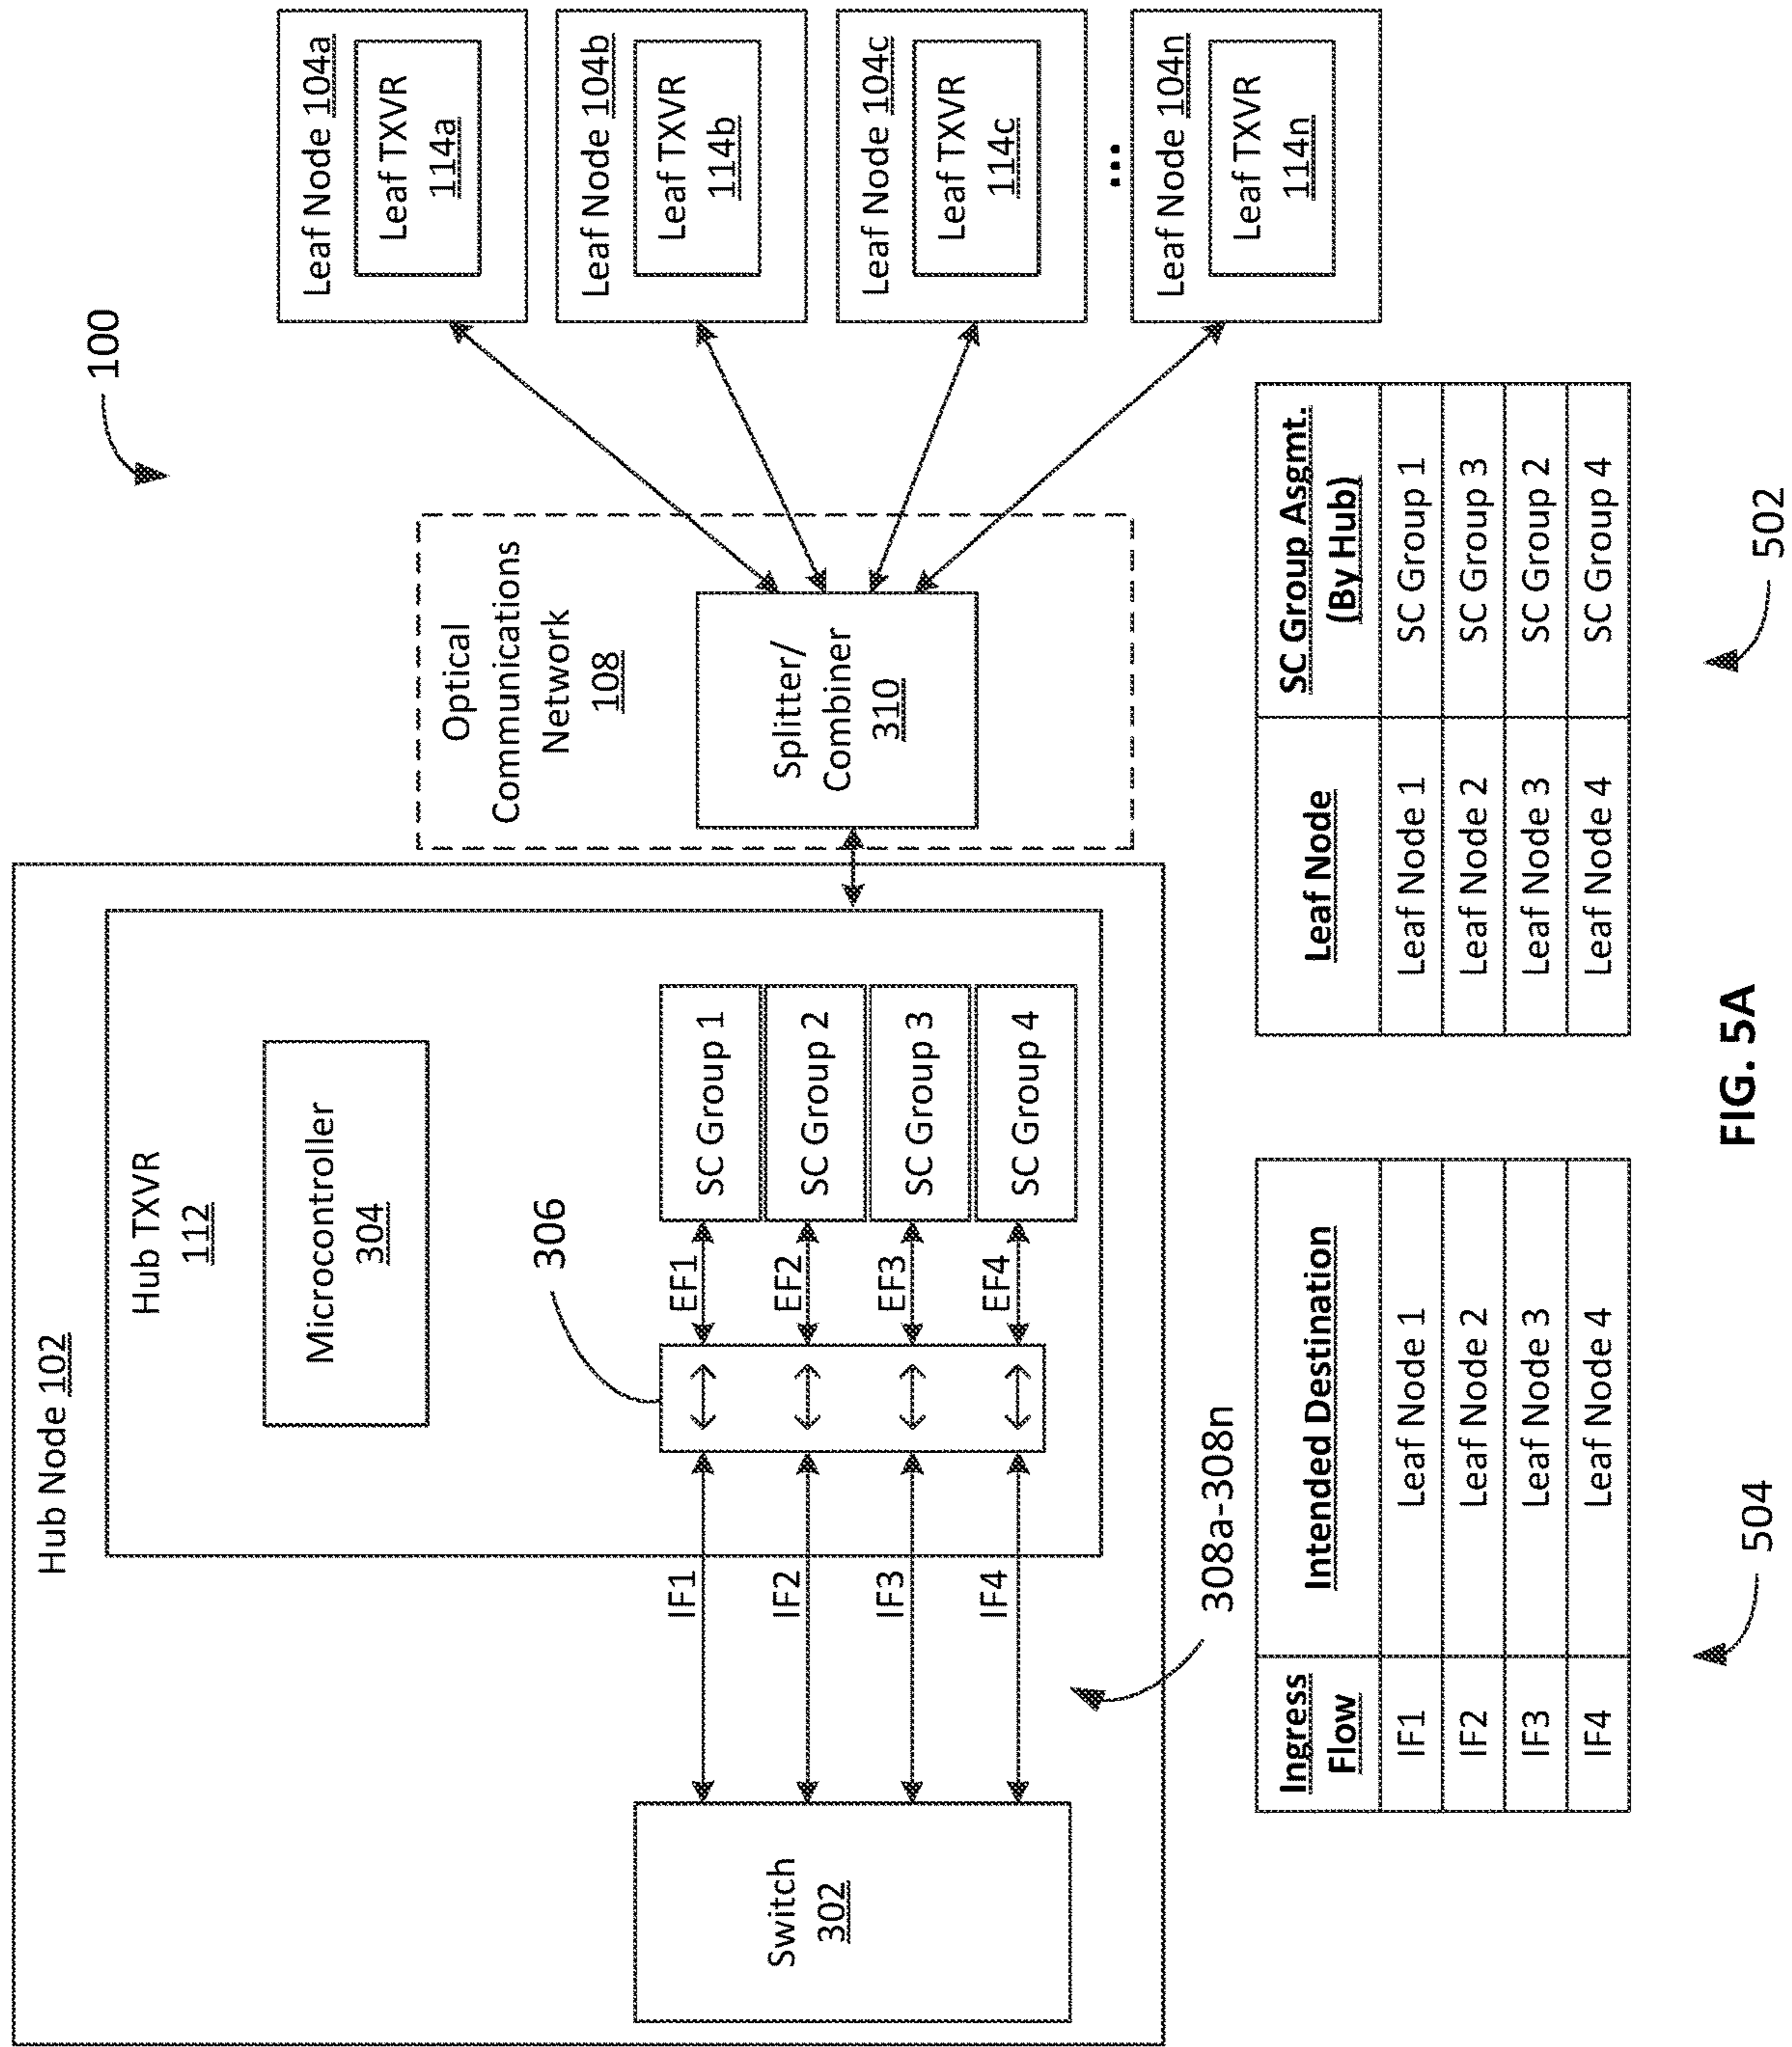 100
Hub Node 102
Hub TXVR
112
Microcontroller
304
306
Switch
302
IF1
IF2
IF3
IF4
EF1
EF2
EF3
EF4
SC Group 1
SC Group 2
SC Group 3
SC Group 4
308a-308n
Optical
Communications
Network
108
Splitter/
Combiner
310
Leaf Node 104a
Leaf TXVR
114a
Leaf Node 104b
Leaf TXVR
114b
Leaf Node 104c
Leaf TXVR
114c
...
Leaf Node 104n
Leaf TXVR
114n
Ingress
Flow
Intended Destination
IF1 Leaf Node 1
IF2 Leaf Node 2
IF3 Leaf Node 3
IF4 Leaf Node 4
504
Leaf Node
SC Group Asgmt.
(By Hub)
Leaf Node 1 SC Group 1
Leaf Node 2 SC Group 3
Leaf Node 3 SC Group 2
Leaf Node 4 SC Group 4
502
FIG. 5A